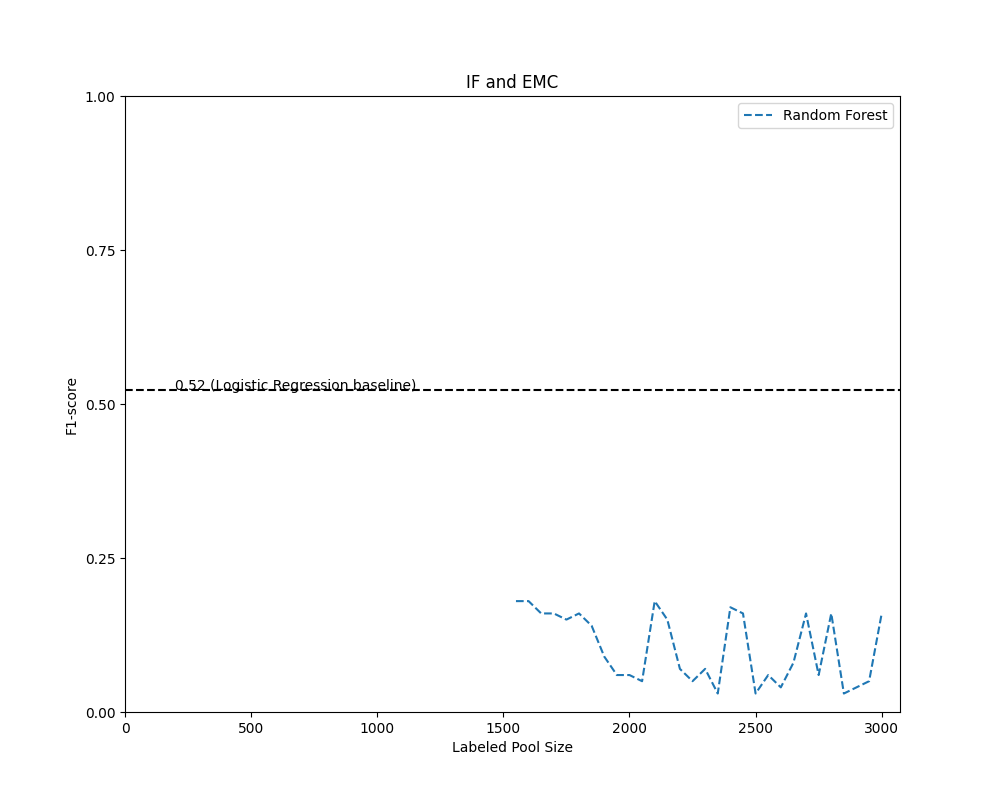 IF and EMC
1.00
0.75
0.50
0.25
0.00
F1-score
Random Forest
0.52 (Logistic Regression baseline)
0 500 1000 1500 2000 2500 3000
Labeled Pool Size